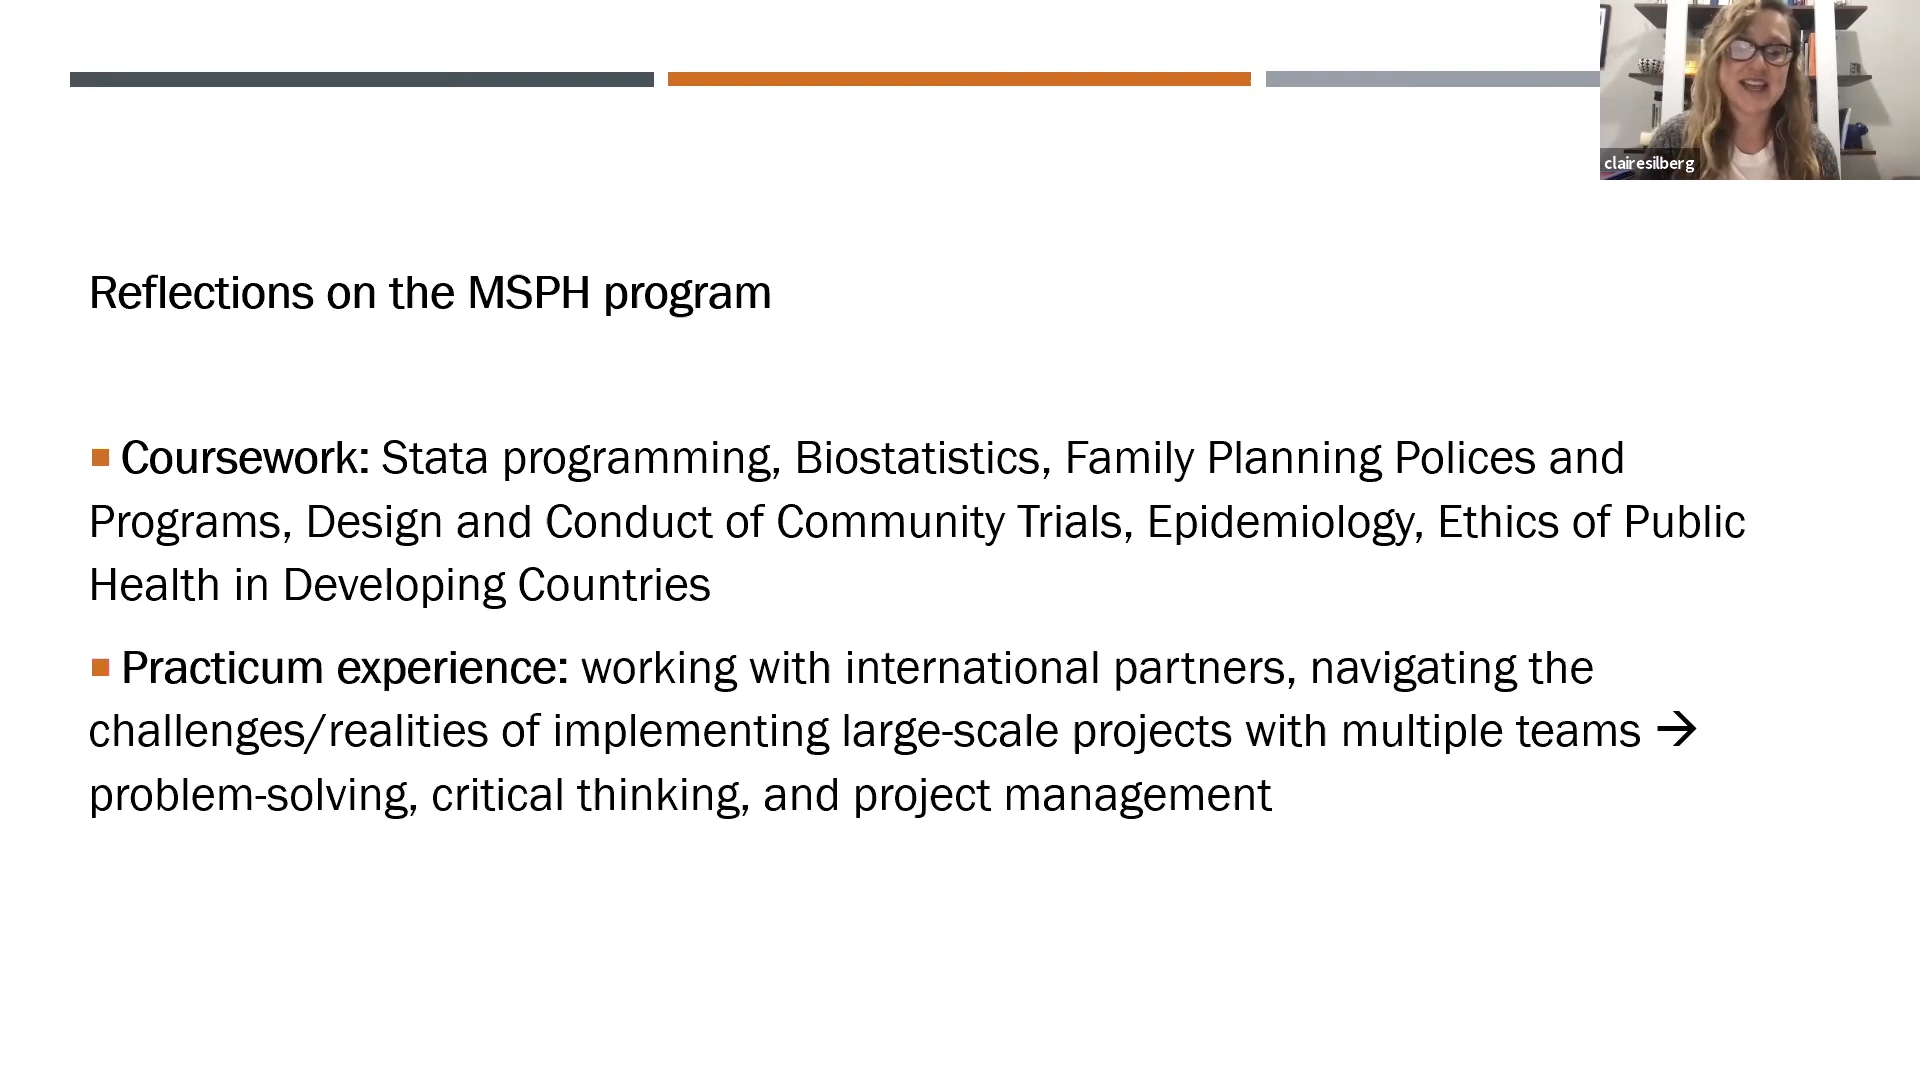 clairesilberg
Reflections on the MSPH program
Coursework: Stata programming, Biostatistics, Family Planning Polices and
Programs, Design and Conduct of Community Trials, Epidemiology, Ethics of Public
Health in Developing Countries
Practicum experience: working with international partners, navigating the
challenges/realities of implementing large-scale projects with multiple teams →
problem-solving, critical thinking, and project management